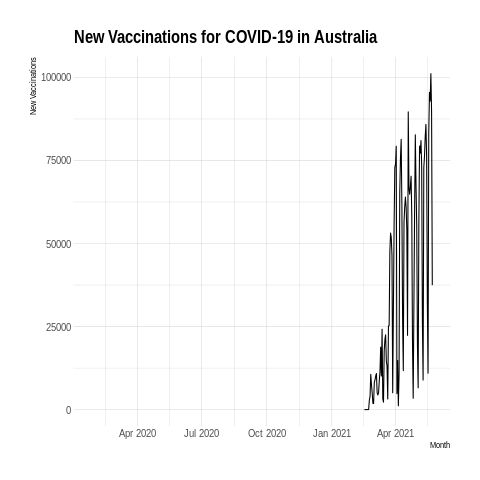 New Vaccinations for COVID-19 in Australia
New Vaccinations
100000
75000
50000
25000
0
Apr 2020 Jul 2020 Oct 2020 Jan 2021 Apr 2021
Month